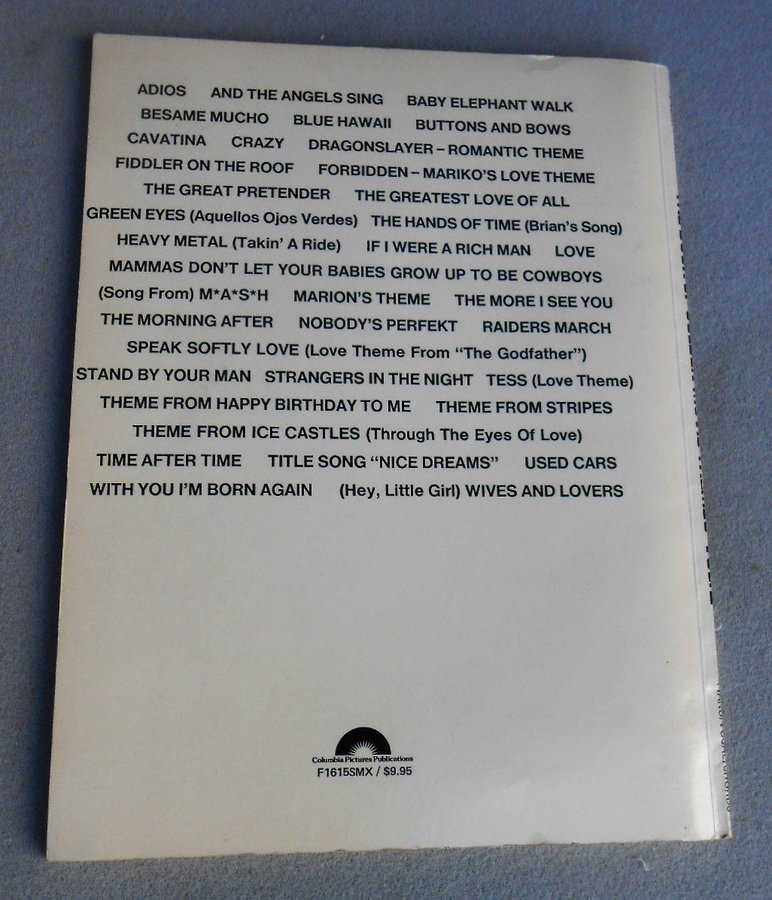 ADIOS AND THE ANGELS SING BABY ELEPHANT WALK
BESAME MUCHO BLUE HAWAII BUTTONS AND BOWS
CAVATINA CRAZY DRAGONSLAYER – ROMANTIC THEME
FIDDLER ON THE ROOF FORBIDDEN – MARIKO'S LOVE THEME
THE GREAT PRETENDER THE GREATEST LOVE OF ALL
GREEN EYES (Aquellos Ojos Verdes) THE HANDS OF TIME (Brian's Song)
HEAVY METAL (Takin' A Ride) IF I WERE A RICH MAN LOVE
MAMMAS DON'T LET YOUR BABIES GROW UP TO BE COWBOYS
(Song From) M*A*S*H MARION'S THEME THE MORE I SEE YOU
THE MORNING AFTER NOBODY'S PERFEKT RAIDERS MARCH
SPEAK SOFTLY LOVE (Love Theme From "The Godfather")
STAND BY YOUR MAN STRANGERS IN THE NIGHT TESS (Love Theme)
THEME FROM HAPPY BIRTHDAY TO ME THEME FROM STRIPES
THEME FROM ICE CASTLES (Through The Eyes Of Love)
TIME AFTER TIME TITLE SONG "NICE DREAMS" USED CARS
WITH YOU I'M BORN AGAIN (Hey, Little Girl) WIVES AND LOVERS
Columbia Pictures Publications
F1615SMX / $9.95